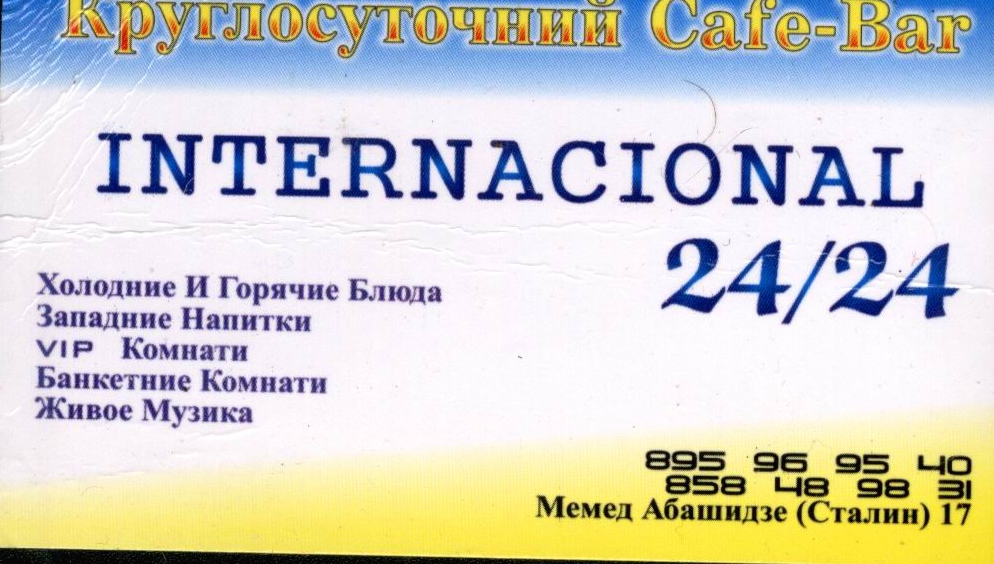 Круглосуточний Cafe-Bar
INTERNACIONAL
24/24
Холодние И Горячие Блюда
Западние Напитки
VIP Комнати
Банкетние Комнати
Живое Музика
895 96 95 40
858 48 98 31
Мемед Абашидзе (Сталин) 17